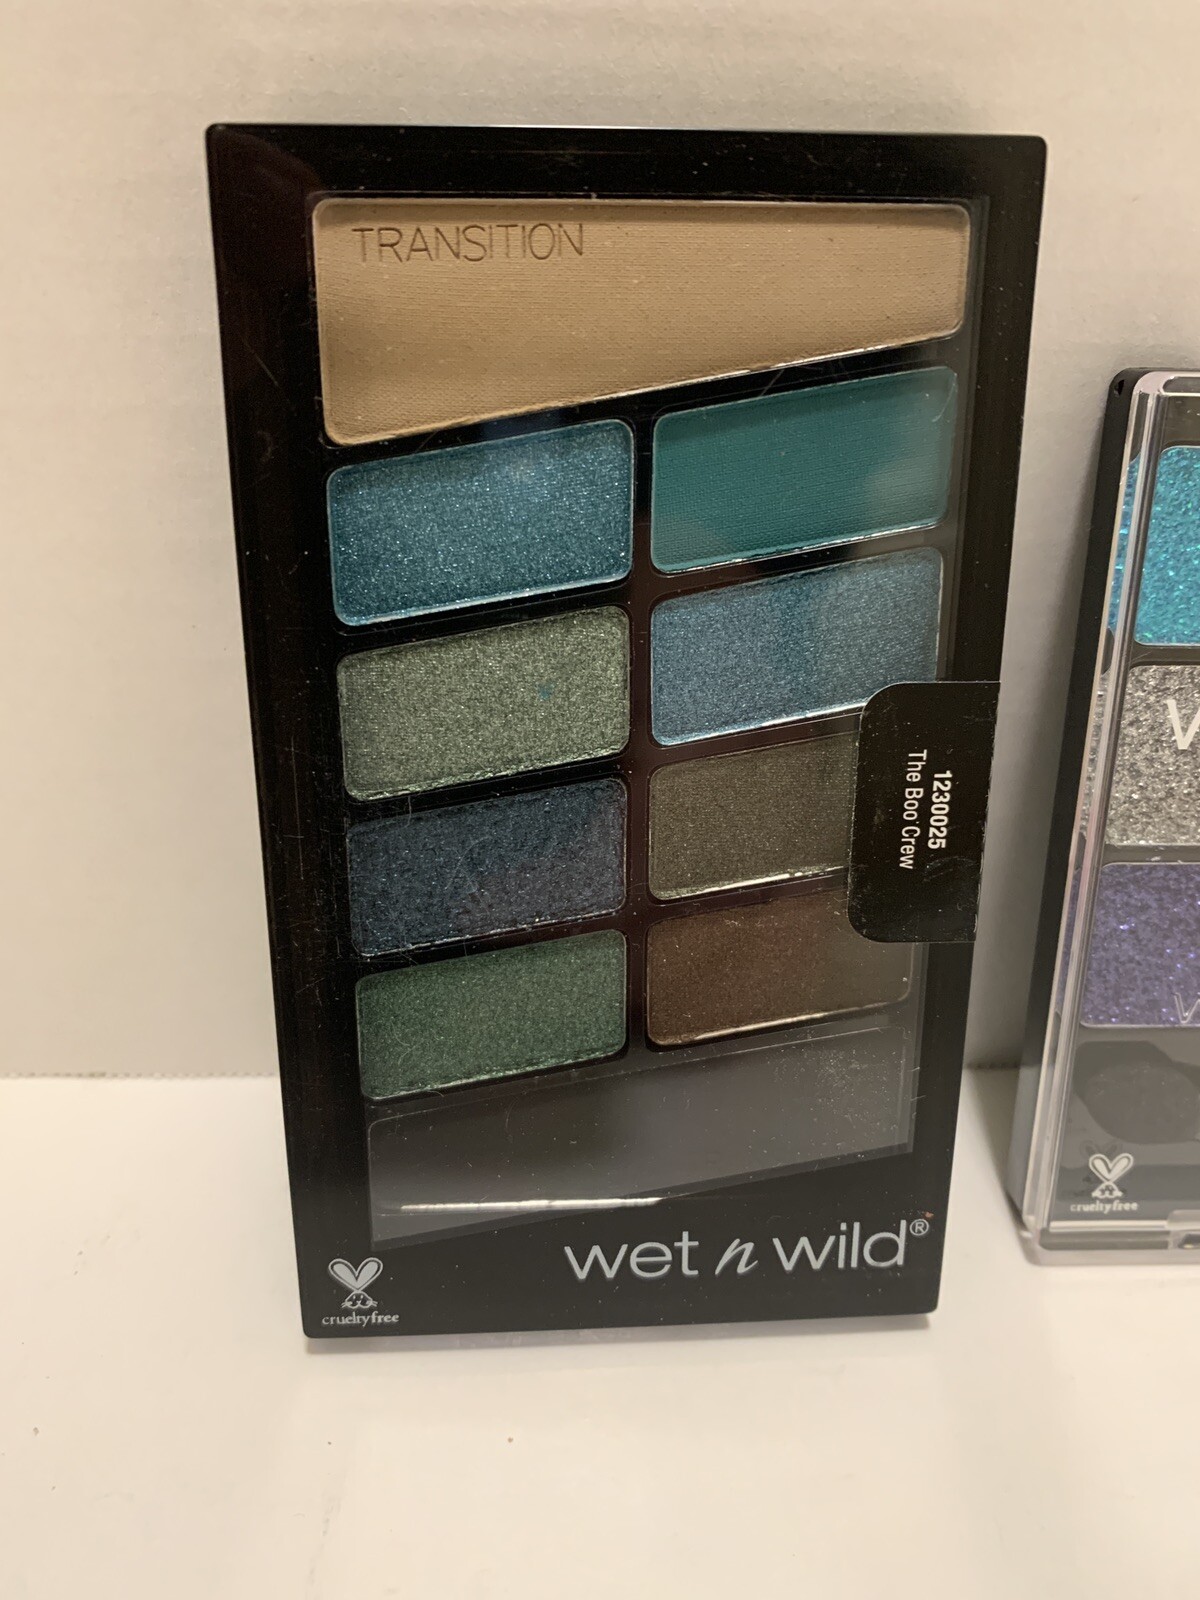 TRANSITION
1230025
The Boo Crew
wet n wild®
crueltyfree
crueltyfree